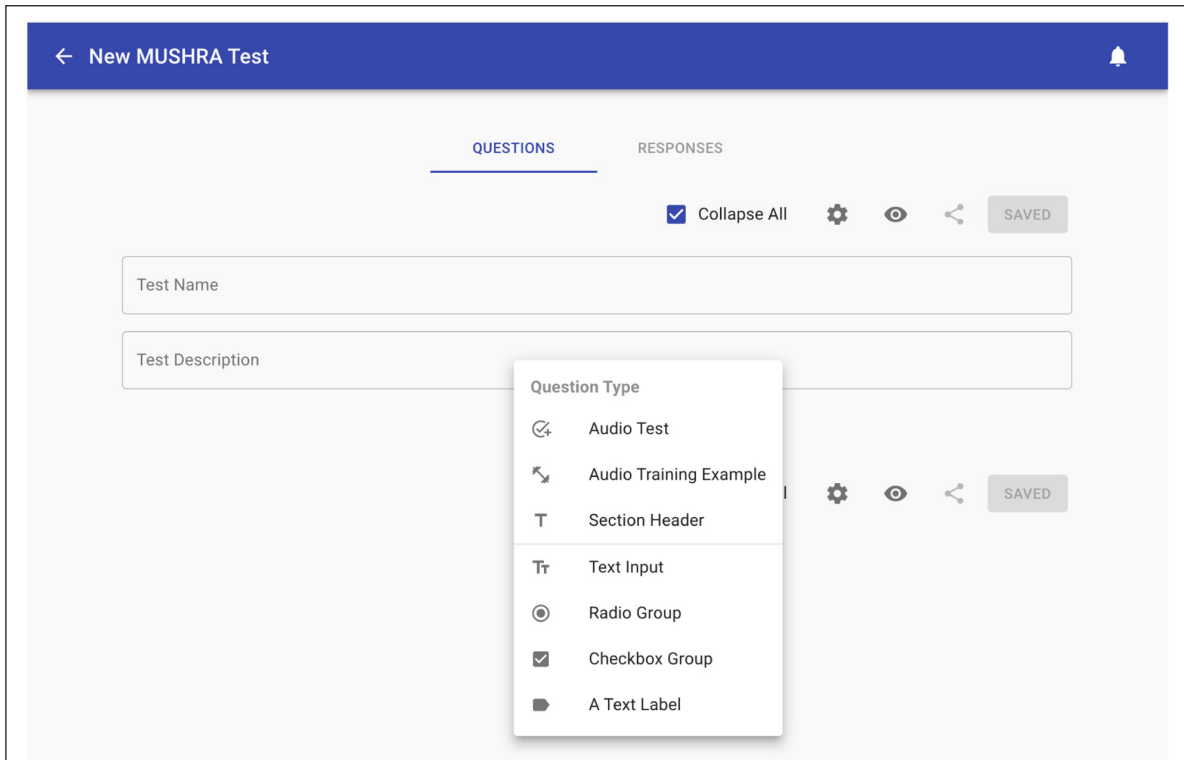 New MUSHRA Test
QUESTIONS RESPONSES
Collapse All SAVED
Test Name
Test Description
Question Type
Audio Test
Audio Training Example
l SAVED
Section Header
Text Input
Radio Group
Checkbox Group
A Text Label